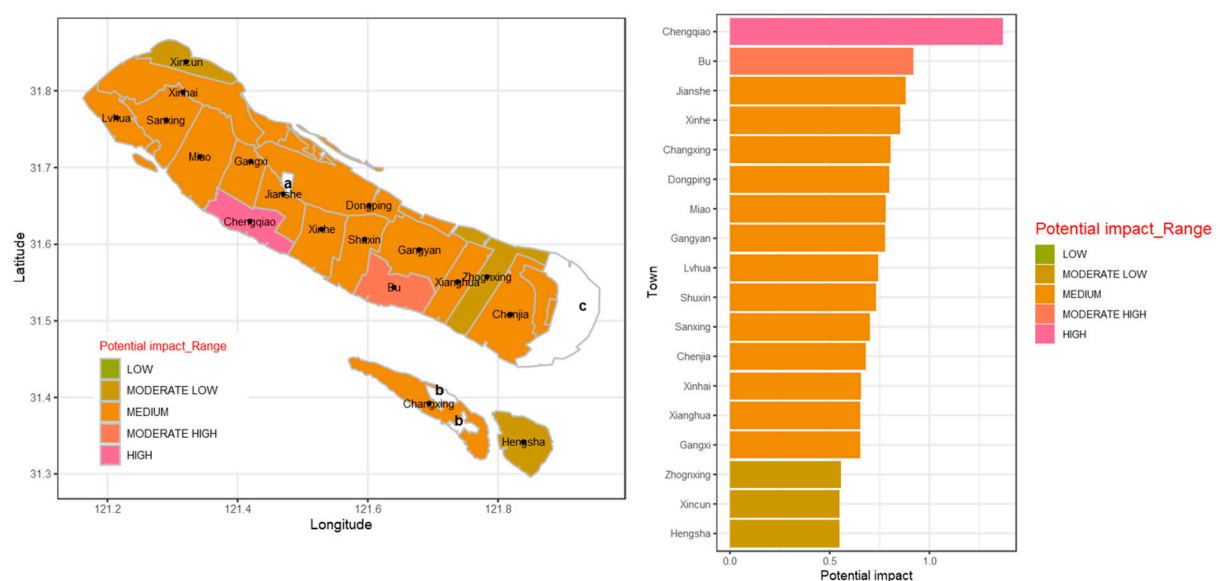 Latitude
31.8
31.7
31.6
31.5
31.4
31.3
121.2
121.4
121.6
121.8
Longitude
Xincun
Xinhai
Lvhua
Sanxing
Miao
Gangxi
a
Jianshe
Dongping
Chengqiao
Xinhe
Shuxin
Gangyan
Zhognxing
Xianghua
Bu
Chenjia
c
b
Changxing
b
Hengsha
Potential impact_Range
LOW
MODERATE LOW
MEDIUM
MODERATE HIGH
HIGH
Town
Chengqiao
Bu
Jianshe
Xinhe
Changxing
Dongping
Miao
Gangyan
Lvhua
Shuxin
Sanxing
Chenjia
Xinhai
Xianghua
Gangxi
Zhognxing
Xincun
Hengsha
0.0
0.5
1.0
Potential impact
Potential impact_Range
LOW
MODERATE LOW
MEDIUM
MODERATE HIGH
HIGH